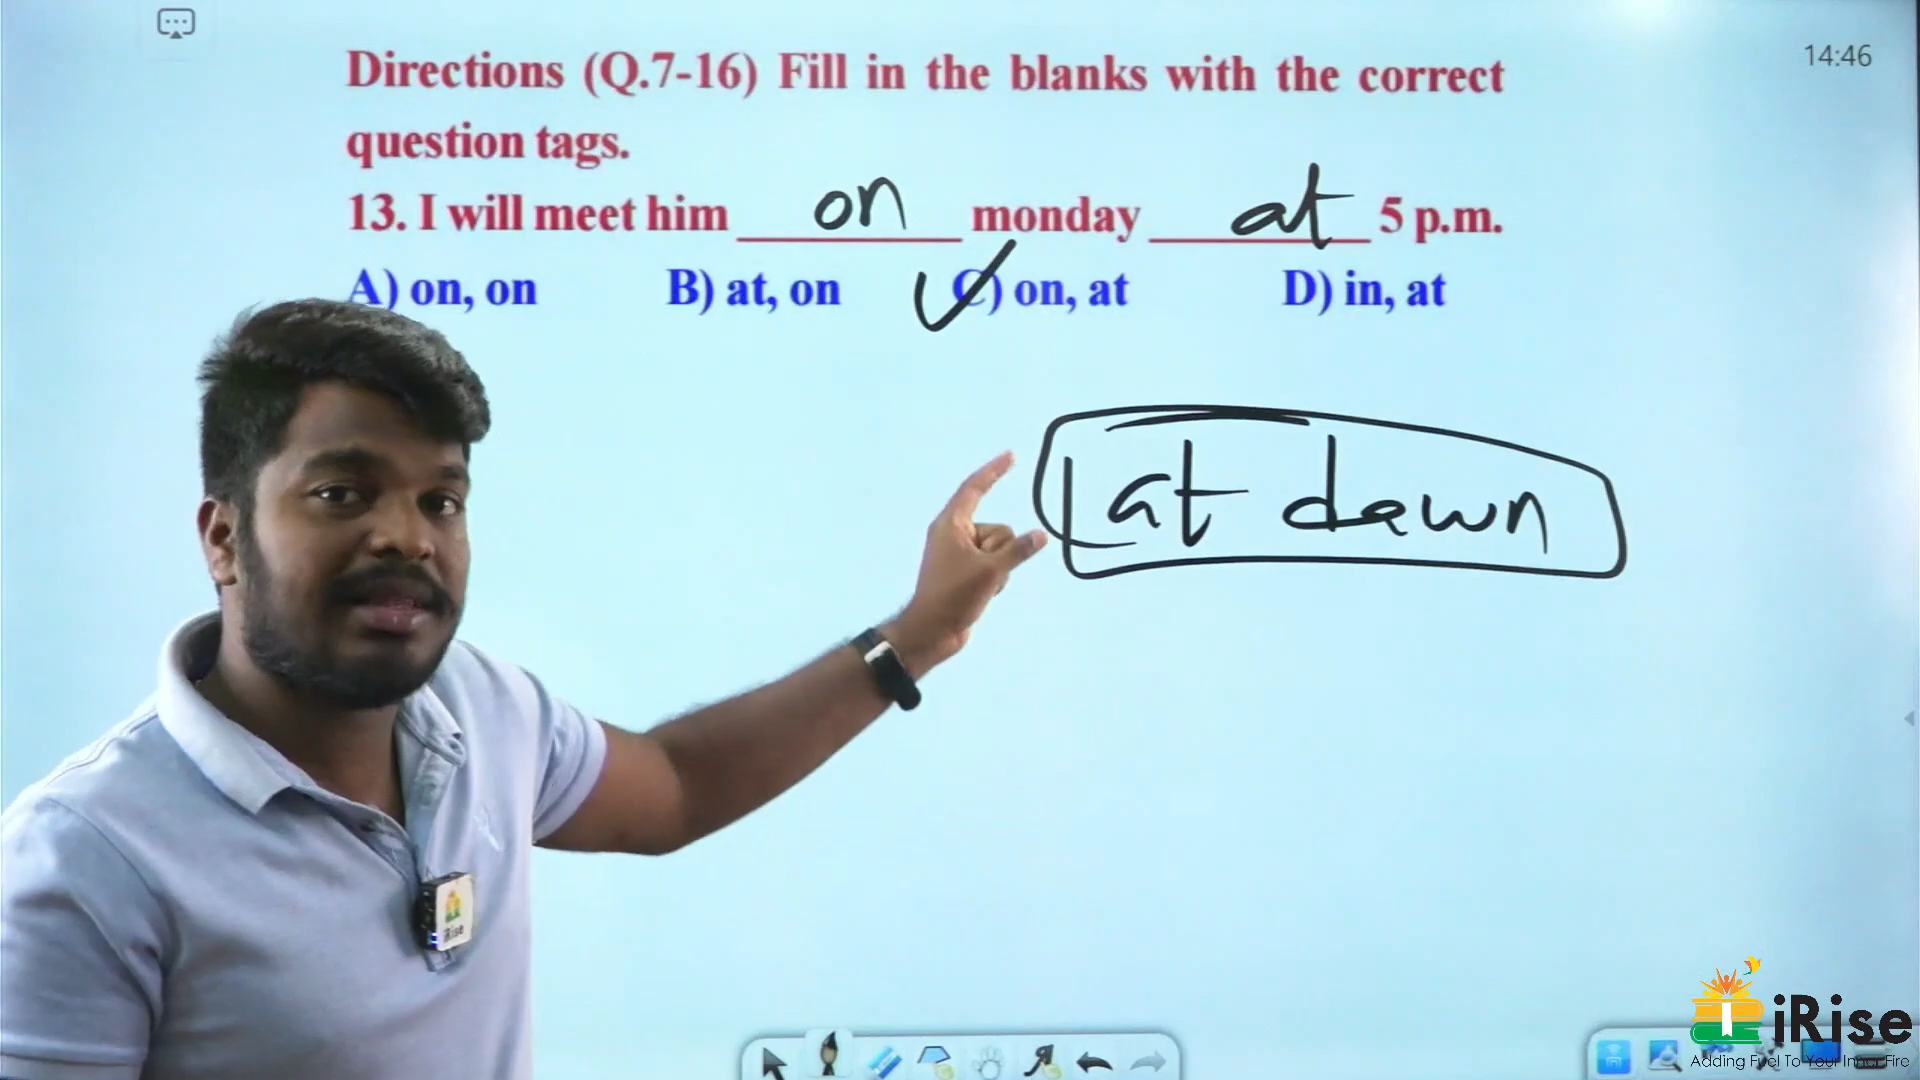 14:46
Directions (Q.7-16) Fill in the blanks with the correct
question tags.
13. I will meet him on monday at 5 p.m.
A) on, on B) at, on C) on, at D) in, at
at dawn
iRise
iRise
Adding Fuel To Your Inner Fire